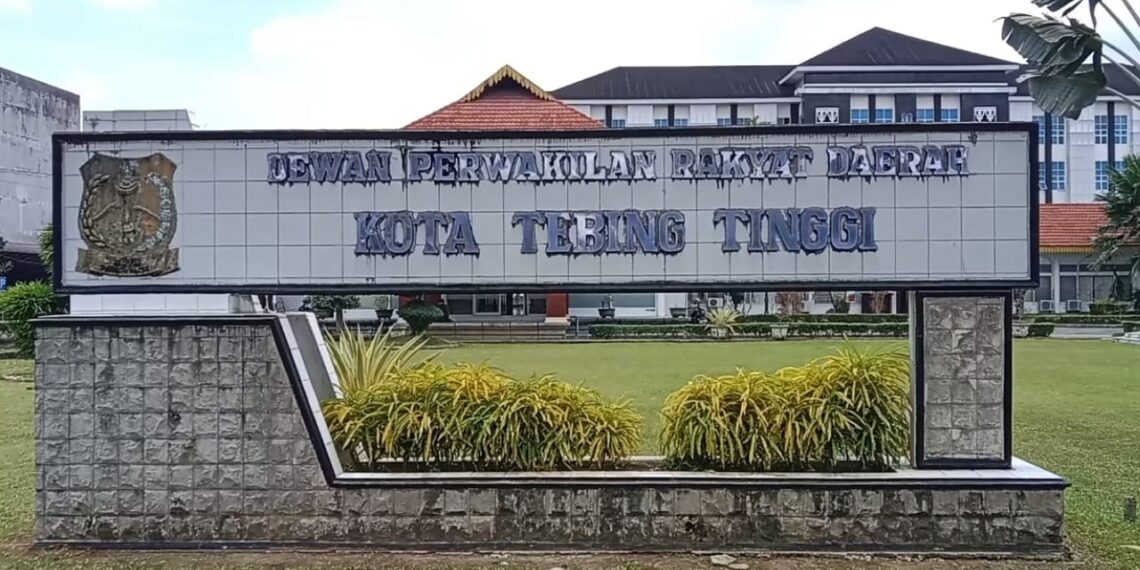 DEWAN PERWAKILAN RAKYAT DAERAH
KOTA TEBING TINGGI